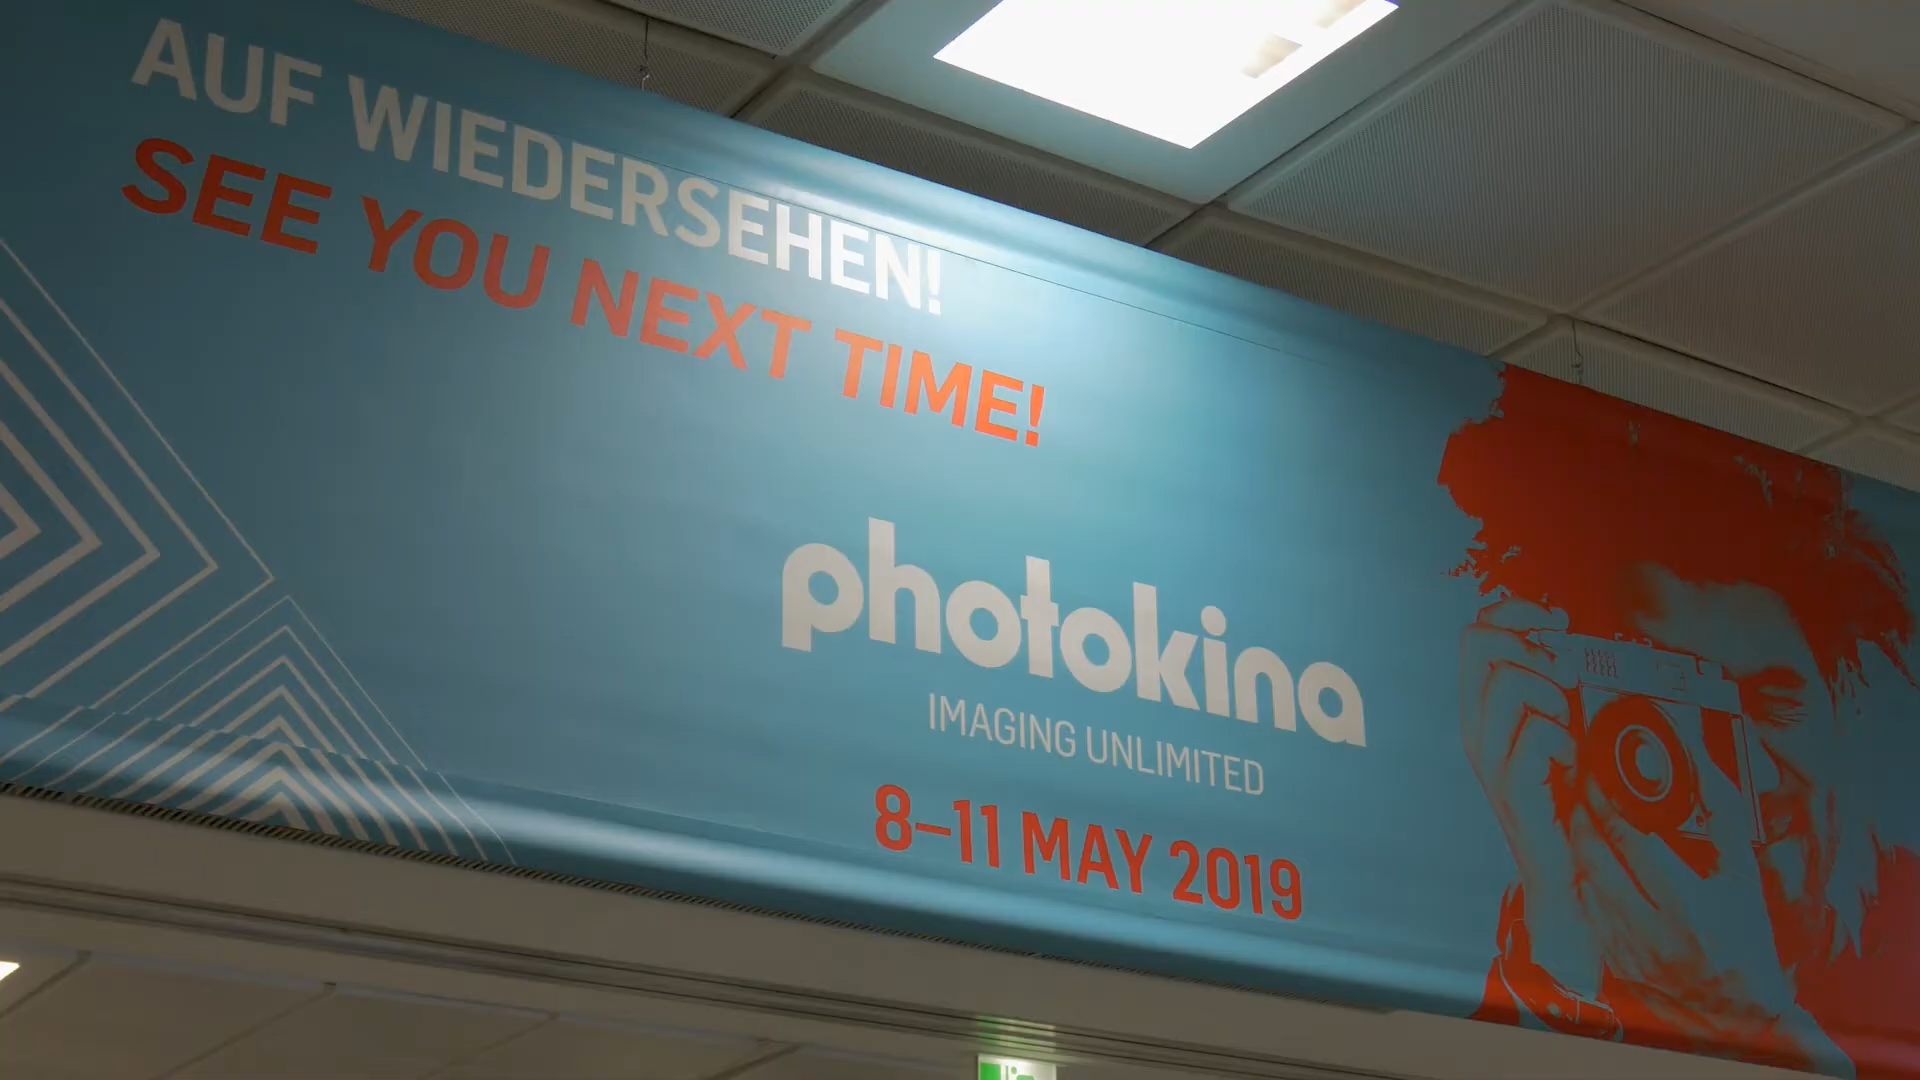 AUF WIEDERSEHEN!
SEE YOU NEXT TIME!
photokina
IMAGING UNLIMITED
8–11 MAY 2019